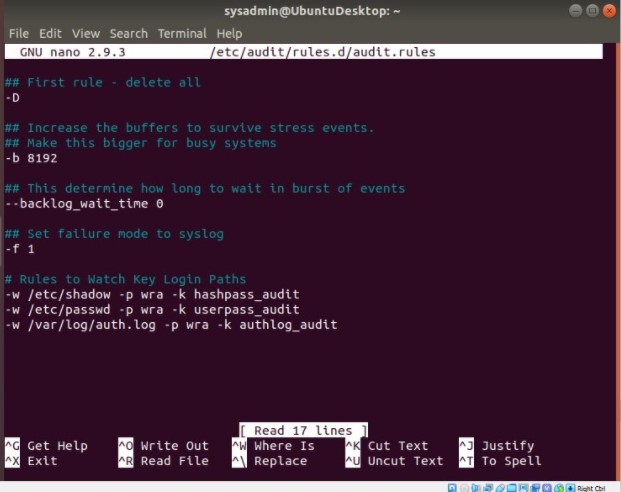 sysadmin@UbuntuDesktop: ~
File Edit View Search Terminal Help
GNU nano 2.9.3 /etc/audit/rules.d/audit.rules
## First rule - delete all
-D
## Increase the buffers to survive stress events.
## Make this bigger for busy systems
-b 8192
## This determine how long to wait in burst of events
--backlog_wait_time 0
## Set failure mode to syslog
-f 1
# Rules to Watch Key Login Paths
-w /etc/shadow -p wra -k hashpass_audit
-w /etc/passwd -p wra -k userpass_audit
-w /var/log/auth.log -p wra -k authlog_audit
[ Read 17 lines ]
^G Get Help ^O Write Out ^W Where Is ^K Cut Text ^J Justify
^X Exit ^R Read File ^\ Replace ^U Uncut Text ^T To Spell
Right Ctrl